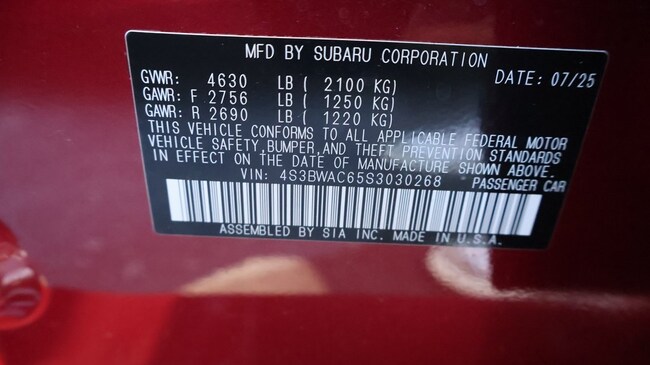 MFD BY SUBARU CORPORATION
GVWR: 4630 LB ( 2100 KG) DATE: 07/25
GAWR: F 2756 LB ( 1250 KG)
GAWR: R 2690 LB ( 1220 KG)
THIS VEHICLE CONFORMS TO ALL APPLICABLE FEDERAL MOTOR
VEHICLE SAFETY, BUMPER, AND THEFT PREVENTION STANDARDS
IN EFFECT ON THE DATE OF MANUFACTURE SHOWN ABOVE.
VIN: 4S3BWAC65S3030268 PASSENGER CAR
ASSEMBLED BY SIA INC. MADE IN U.S.A.